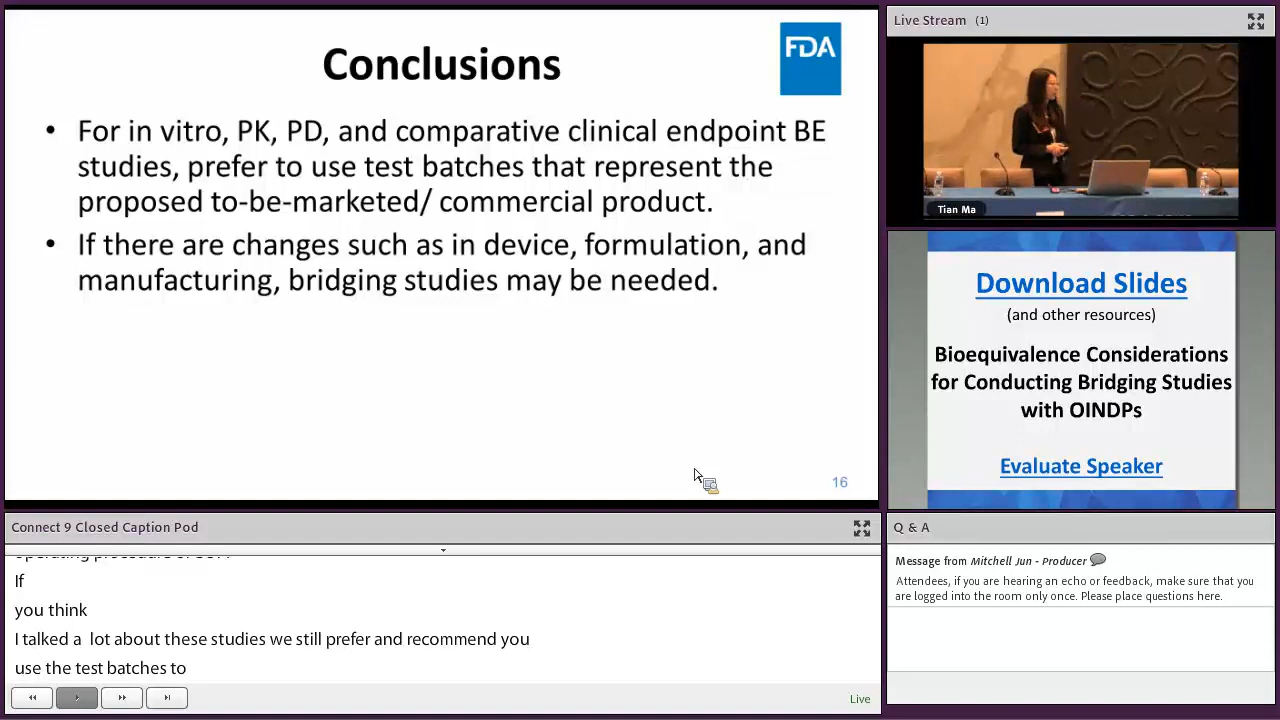 Conclusions
FDA
• For in vitro, PK, PD, and comparative clinical endpoint BE
studies, prefer to use test batches that represent the
proposed to-be-marketed/ commercial product.
• If there are changes such as in device, formulation, and
manufacturing, bridging studies may be needed.
16
Live Stream (1)
Tian Ma
Download Slides
(and other resources)
Bioequivalence Considerations
for Conducting Bridging Studies
with OINDPs
Evaluate Speaker
Connect 9 Closed Caption Pod
If
you think
I talked a lot about these studies we still prefer and recommend you
use the test batches to
Live
Q & A
Message from Mitchell Jun - Producer
Attendees, if you are hearing an echo or feedback, make sure that you
are logged into the room only once. Please place questions here.